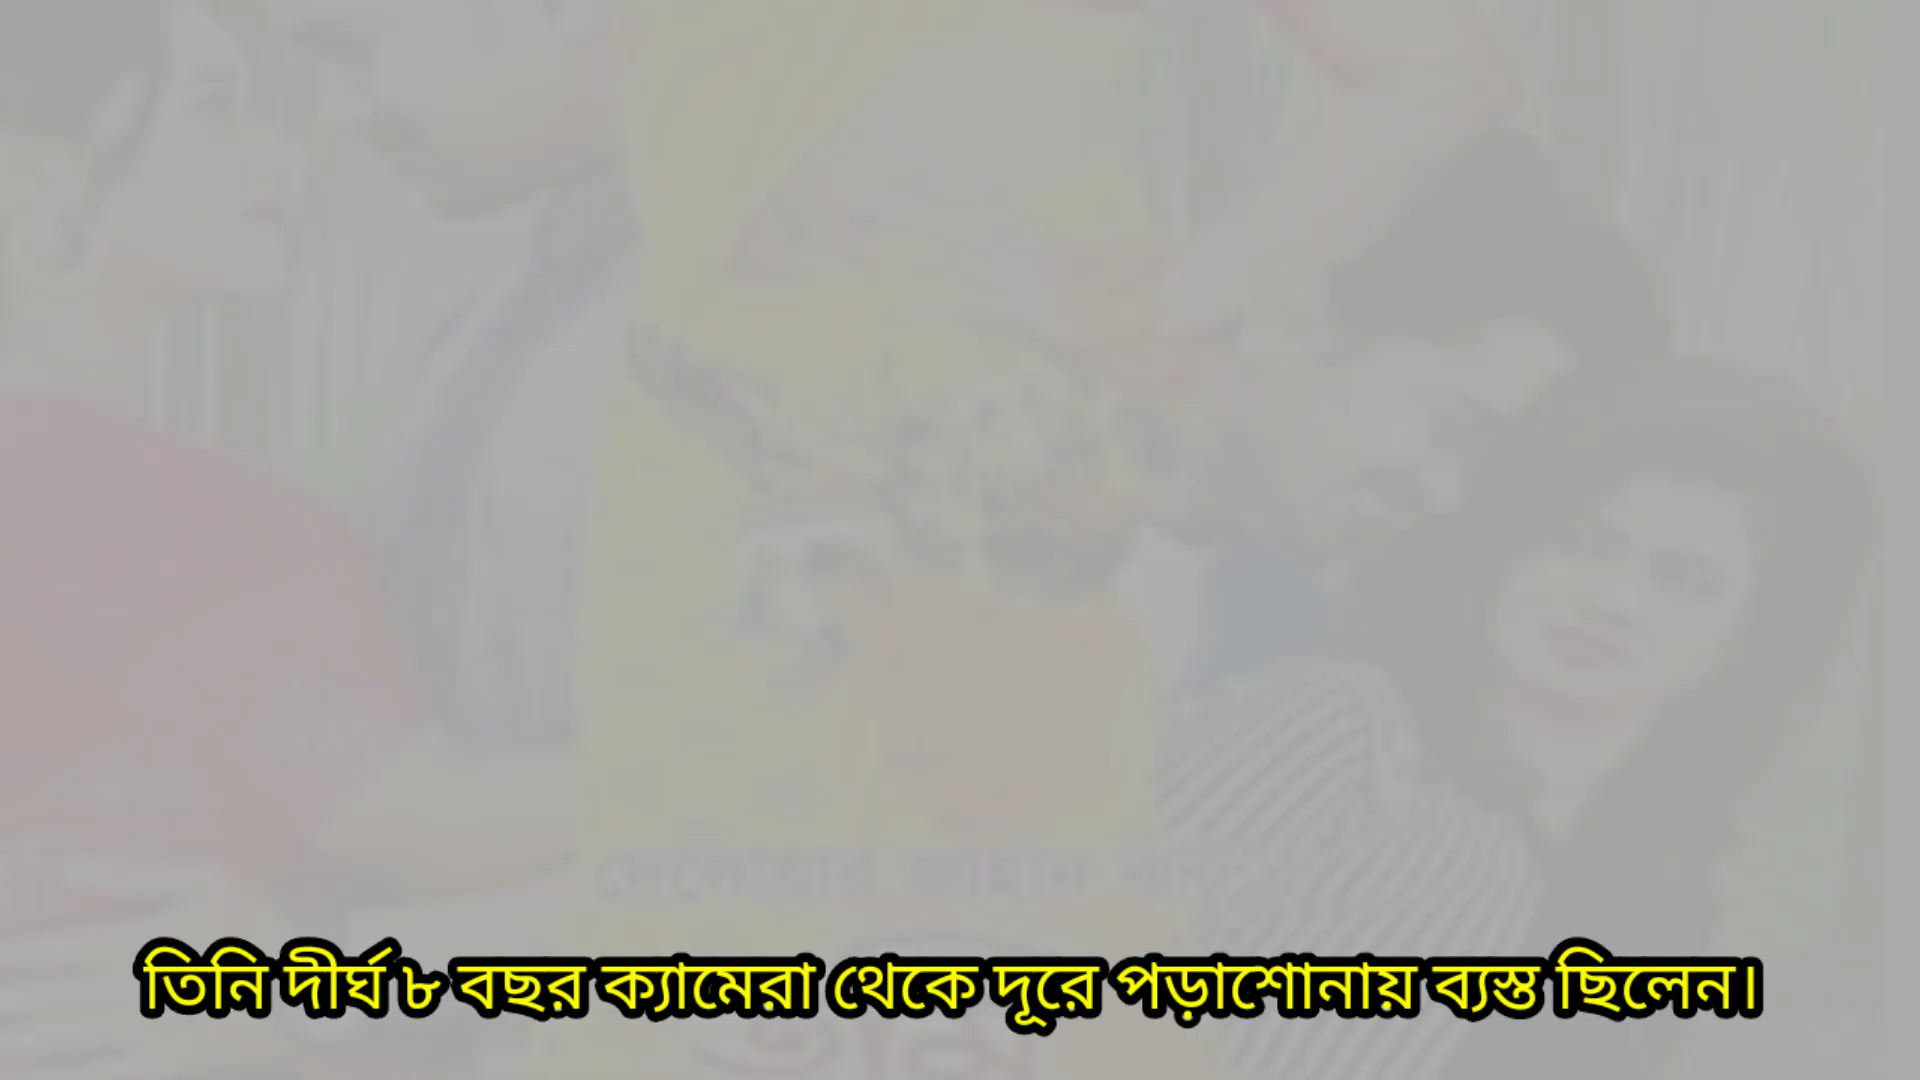 তিনি দীর্ঘ ৮ বছর ক্যামেরা থেকে দূরে পড়াশোনায় ব্যস্ত ছিলেন।